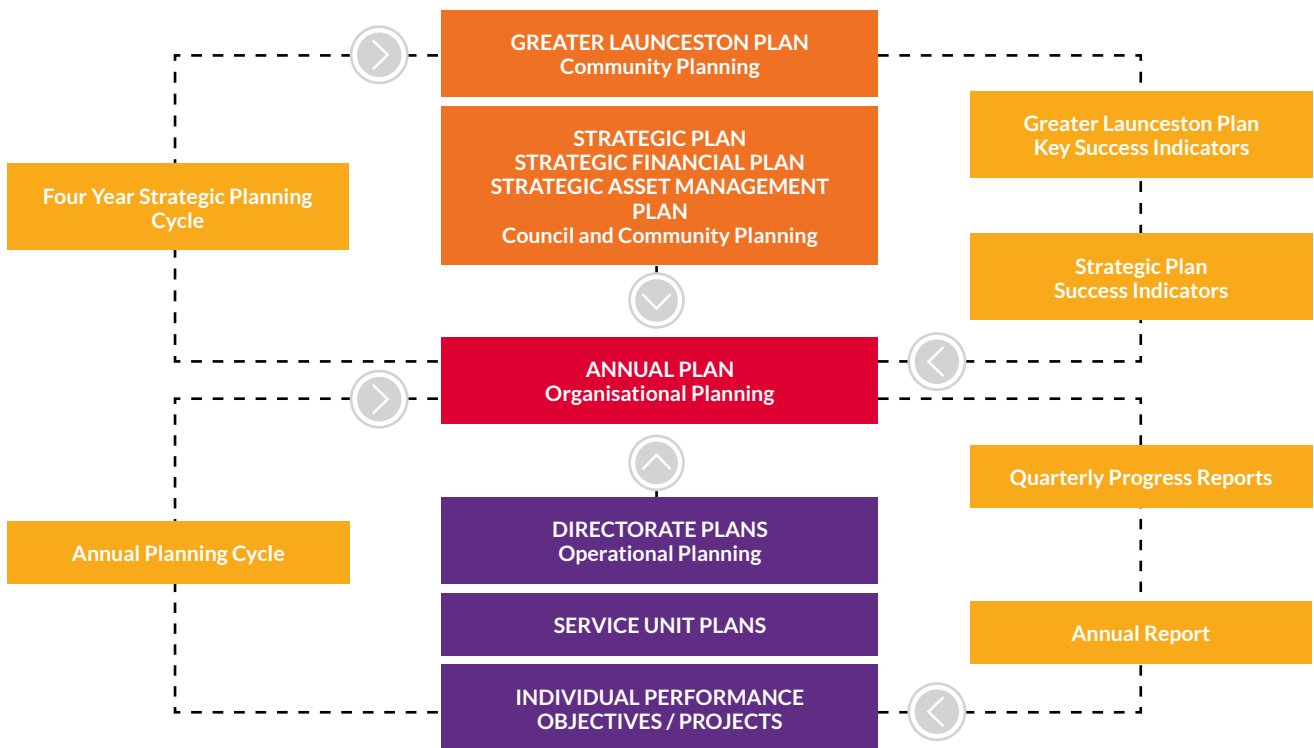 GREATER LAUNCESTON PLAN
Community Planning
STRATEGIC PLAN
STRATEGIC FINANCIAL PLAN
STRATEGIC ASSET MANAGEMENT
PLAN
Council and Community Planning
Greater Launceston Plan
Key Success Indicators
Four Year Strategic Planning
Cycle
Strategic Plan
Success Indicators
ANNUAL PLAN
Organisational Planning
Quarterly Progress Reports
DIRECTORATE PLANS
Operational Planning
Annual Planning Cycle
SERVICE UNIT PLANS
Annual Report
INDIVIDUAL PERFORMANCE
OBJECTIVES / PROJECTS